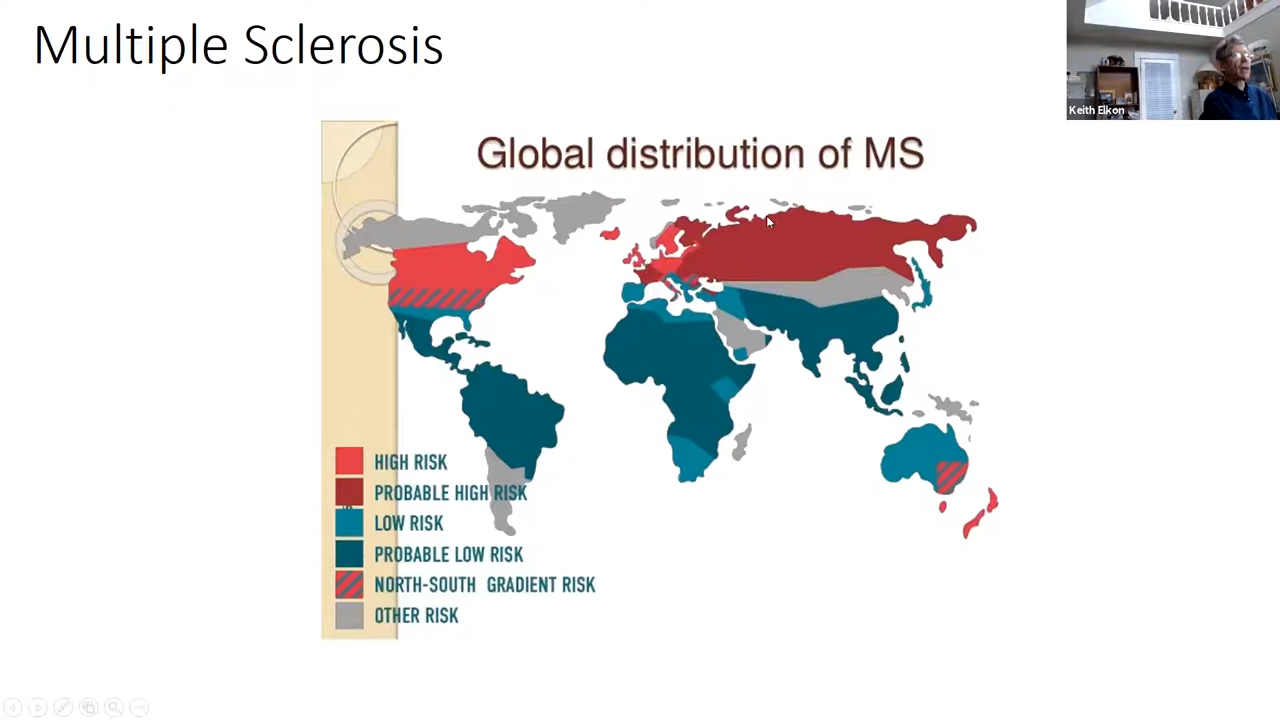 Multiple Sclerosis
Keith Elkon
Global distribution of MS
HIGH RISK
PROBABLE HIGH RISK
LOW RISK
PROBABLE LOW RISK
NORTH-SOUTH GRADIENT RISK
OTHER RISK